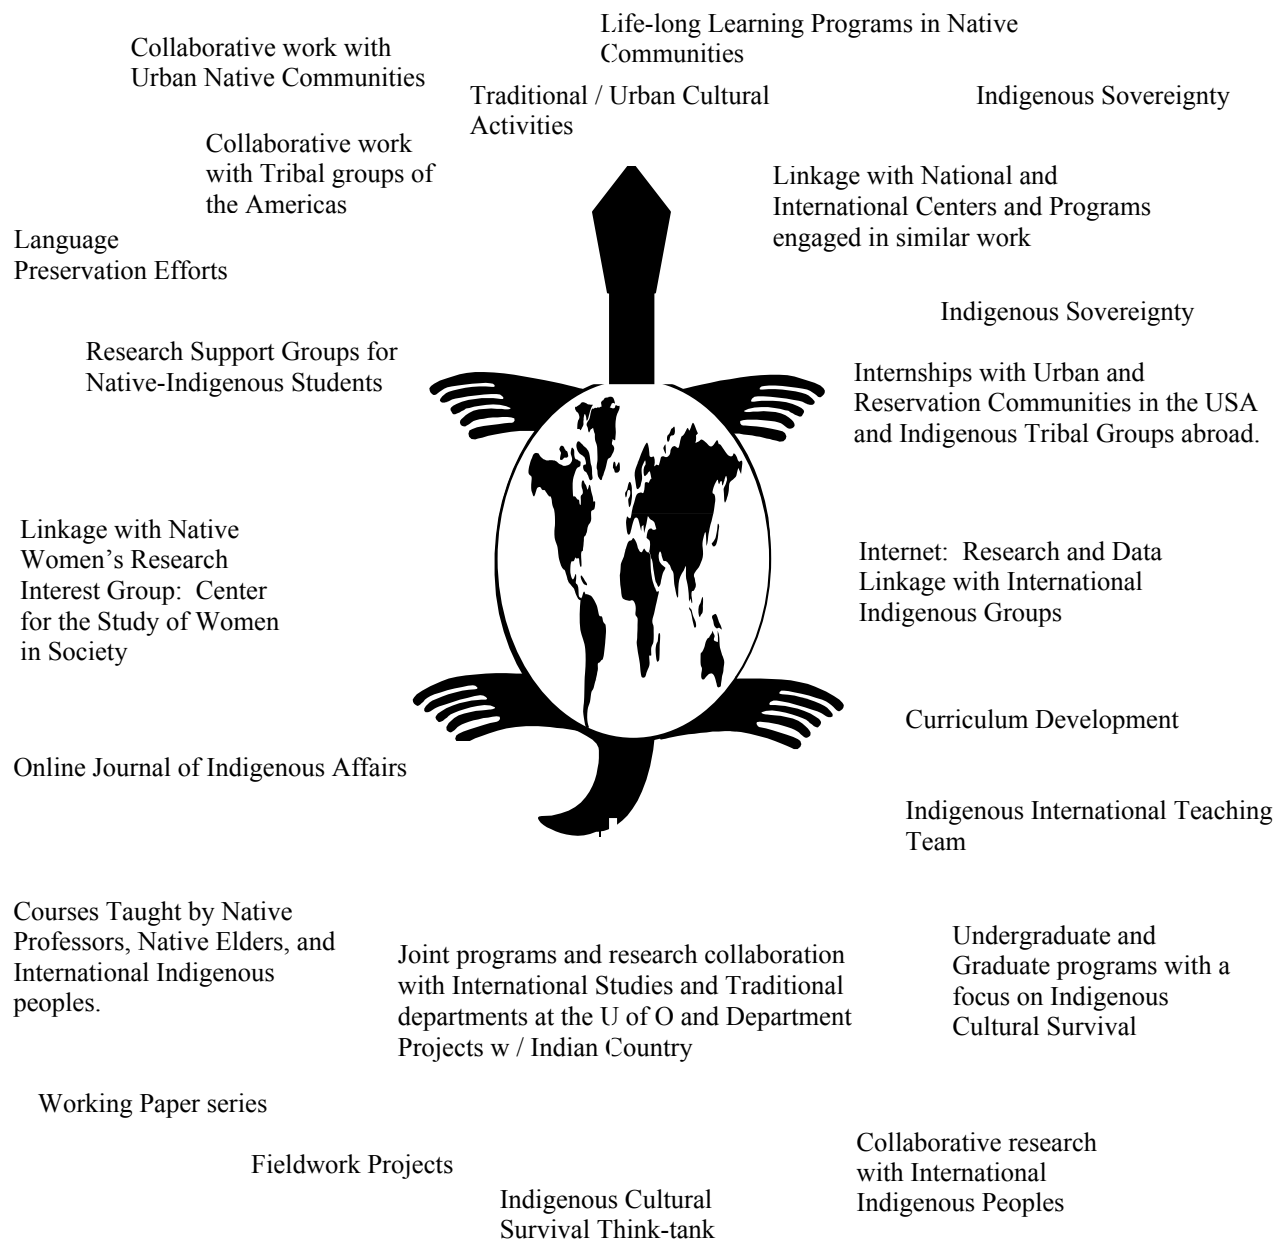 Life-long Learning Programs in Native
Communities
Collaborative work with
Urban Native Communities
Traditional / Urban Cultural
Activities
Indigenous Sovereignty
Collaborative work
with Tribal groups of
the Americas
Linkage with National and
International Centers and Programs
engaged in similar work
Language
Preservation Efforts
Indigenous Sovereignty
Research Support Groups for
Native-Indigenous Students
Internships with Urban and
Reservation Communities in the USA
and Indigenous Tribal Groups abroad.
Linkage with Native
Women’s Research
Interest Group:  Center
for the Study of Women
in Society
Internet:  Research and Data
Linkage with International
Indigenous Groups
Curriculum Development
Online Journal of Indigenous Affairs
Indigenous International Teaching
Team
Courses Taught by Native
Professors, Native Elders, and
International Indigenous
peoples.
Joint programs and research collaboration
with International Studies and Traditional
departments at the U of O and Department
Projects w / Indian Country
Undergraduate and
Graduate programs with a
focus on Indigenous
Cultural Survival
Working Paper series
Fieldwork Projects
Collaborative research
with International
Indigenous Peoples
Indigenous Cultural
Survival Think-tank